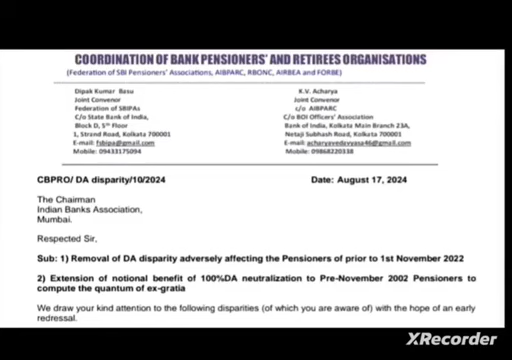 COORDINATION OF BANK PENSIONERS' AND RETIREES ORGANISATIONS
(Federation of SBI Pensioners' Associations, AIBPARC, RBONC, AIRBEA and FORBE)
Dipak Kumar Basu
Joint Convenor
Federation of SBIPAs
C/o State Bank of India,
Block D, 5th Floor
1, Strand Road, Kolkata 700001
E-mail: fsbipa@gmail.com
Mobile: 09433175094
K.V. Acharya
Joint Convenor
c/o AIBPARC
C/o BOI Officers' Association
Bank of India, Kolkata Main Branch 23A,
Netaji Subhash Road, Kolkata 700001
E-mail: acharyavedvyasa46@gmail.com
Mobile: 09868220338
CBPRO/ DA disparity/10/2024 Date: August 17, 2024
The Chairman
Indian Banks Association,
Mumbai.
Respected Sir,
Sub: 1) Removal of DA disparity adversely affecting the Pensioners of prior to 1st November 2022
2) Extension of notional benefit of 100%DA neutralization to Pre-November 2002 Pensioners to
compute the quantum of ex-gratia
We draw your kind attention to the following disparities (of which you are aware of) with the hope of an early
redressal.
XRecorder